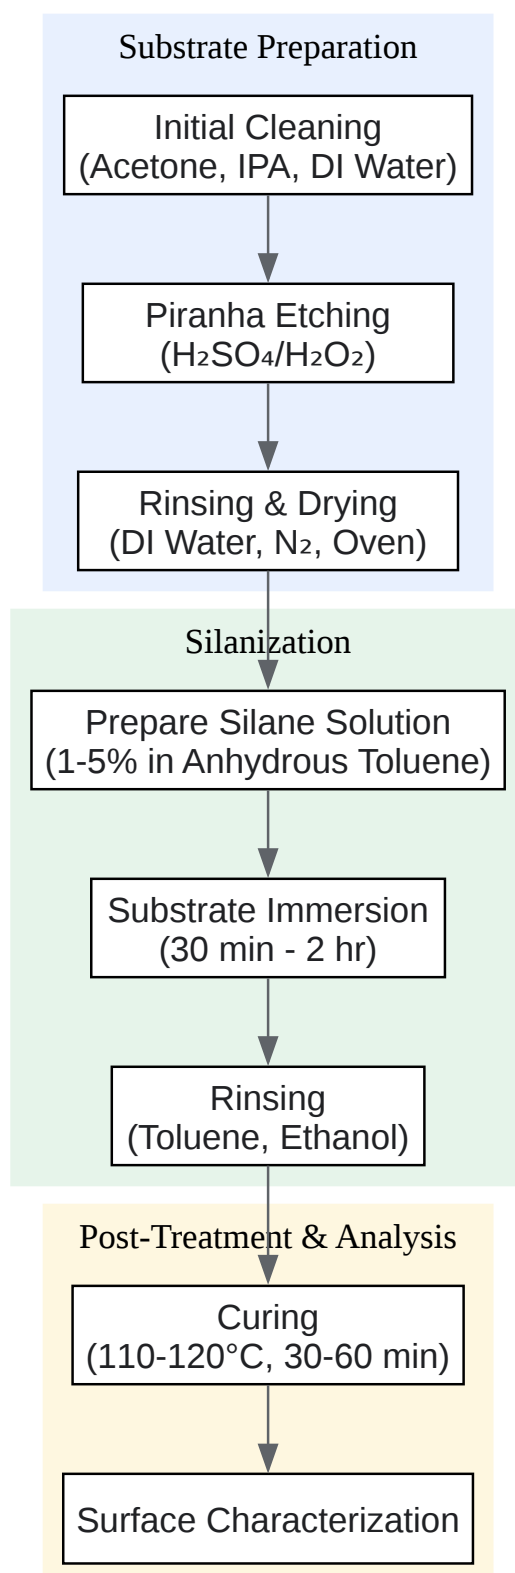 Substrate Preparation
Initial Cleaning
(Acetone, IPA, DI Water)
Piranha Etching
(H₂SO₄/H₂O₂)
Rinsing & Drying
(DI Water, N₂, Oven)
Silanization
Prepare Silane Solution
(1-5% in Anhydrous Toluene)
Substrate Immersion
(30 min - 2 hr)
Rinsing
(Toluene, Ethanol)
Post-Treatment & Analysis
Curing
(110-120°C, 30-60 min)
Surface Characterization